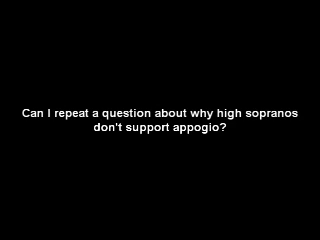 Can I repeat a question about why high sopranos
don't support appogio?